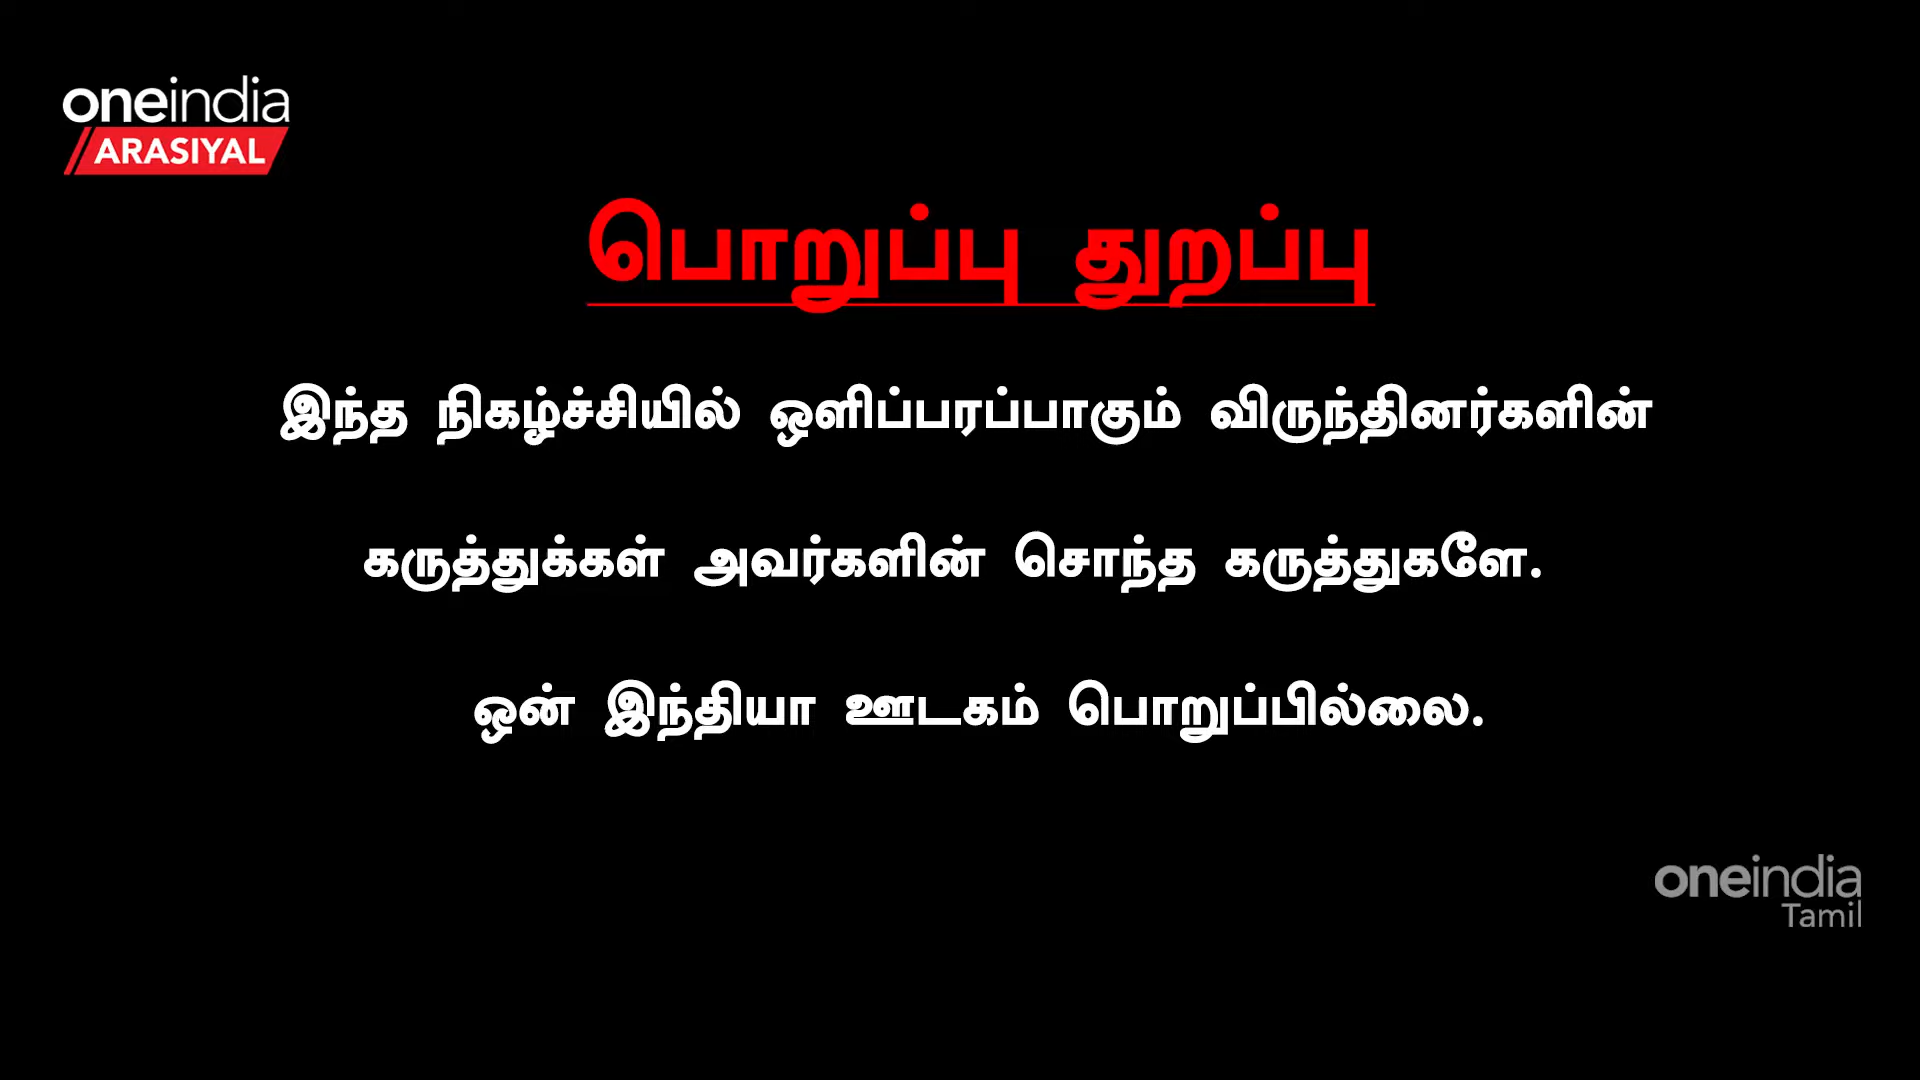 oneindia
ARASIYAL
பொறுப்பு துறப்பு
இந்த நிகழ்ச்சியில் ஒளிப்பரப்பாகும் விருந்தினர்களின்
கருத்துக்கள் அவர்களின் சொந்த கருத்துகளே.
ஒன் இந்தியா ஊடகம் பொறுப்பில்லை.
oneindia
Tamil